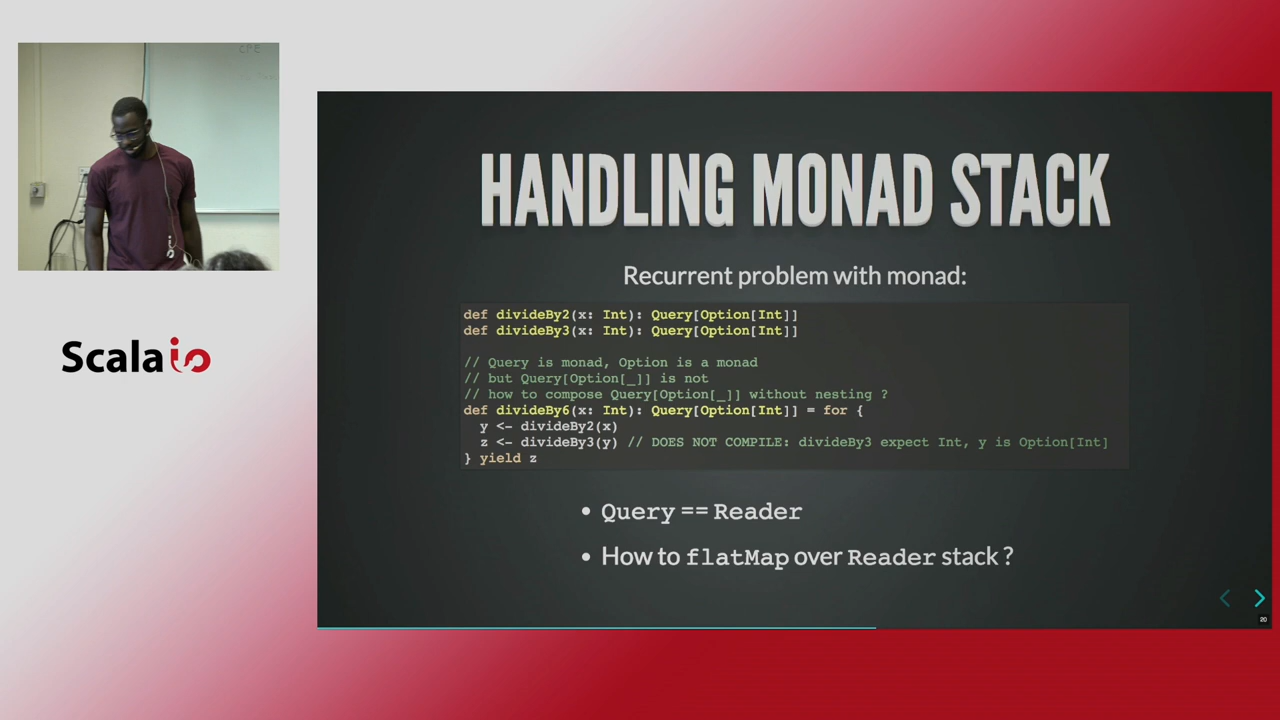 HANDLING MONAD STACK
Recurrent problem with monad:
def divideBy2(x: Int): Query[Option[Int]]
def divideBy3(x: Int): Query[Option[Int]]
// Query is monad, Option is a monad
// but Query[Option[_]] is not
// how to compose Query[Option[_]] without nesting ?
def divideBy6(x: Int): Query[Option[Int]] = for {
  y <- divideBy2(x)
  z <- divideBy3(y) // DOES NOT COMPILE: divideBy3 expect Int, y is Option[Int]
} yield z
• Query == Reader
• How to flatMap over Reader stack ?
20
Scala io
CPE